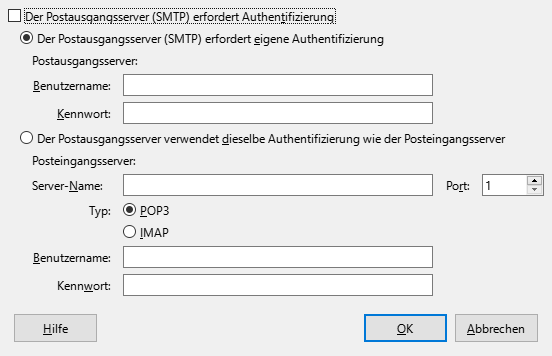 Der Postausgangsserver (SMTP) erfordert Authentifizierung
Der Postausgangsserver (SMTP) erfordert eigene Authentifizierung
Postausgangsserver:
Benutzername:
Kennwort:
Der Postausgangsserver verwendet dieselbe Authentifizierung wie der Posteingangsserver
Posteingangsserver:
Server-Name: Port: 1
Typ: POP3
IMAP
Benutzername:
Kennwort:
Hilfe OK Abbrechen